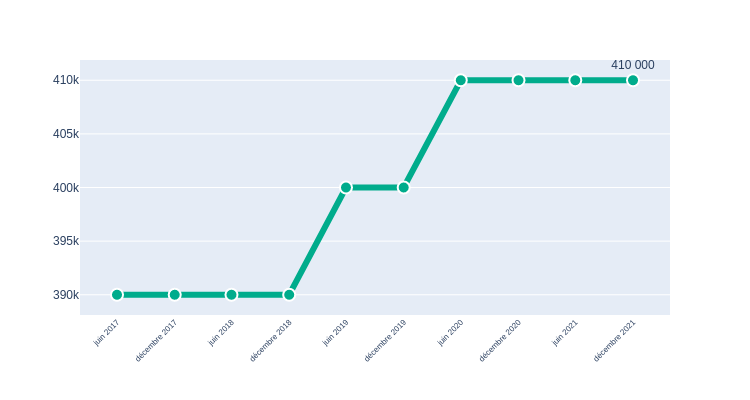 410 000
410k
405k
400k
395k
390k
juin 2017
décembre 2017
juin 2018
décembre 2018
juin 2019
décembre 2019
juin 2020
décembre 2020
juin 2021
décembre 2021